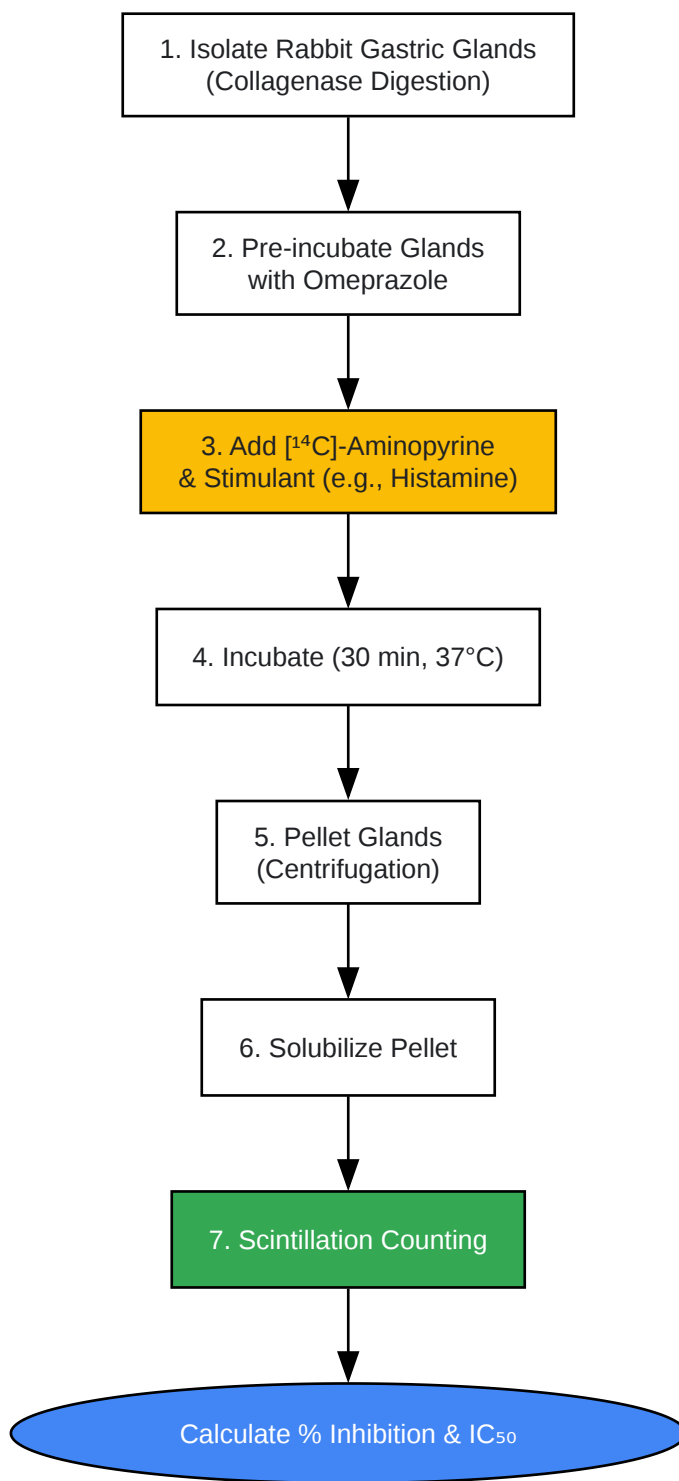 1. Isolate Rabbit Gastric Glands
(Collagenase Digestion)
2. Pre-incubate Glands
with Omeprazole
3. Add [¹⁴C]-Aminopyrine
& Stimulant (e.g., Histamine)
4. Incubate (30 min, 37°C)
5. Pellet Glands
(Centrifugation)
6. Solubilize Pellet
7. Scintillation Counting
Calculate % Inhibition & IC₅₀